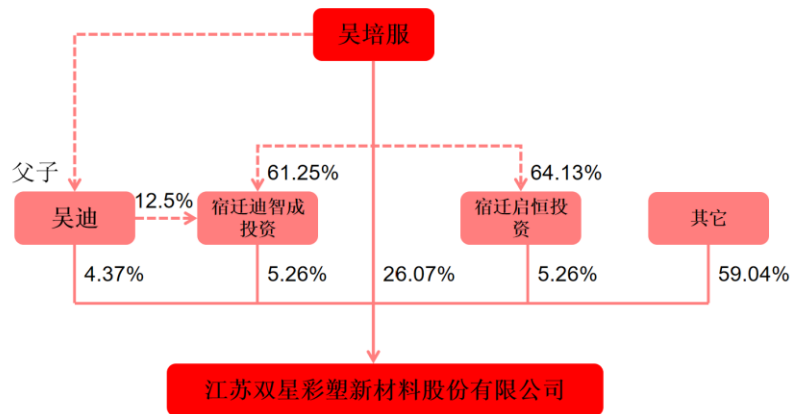 吴培服
父子
61.25%
64.13%
12.5%
吴迪
宿迁迪智成
投资
宿迁启恒投
资
其它
4.37%
5.26%
26.07%
5.26%
59.04%
江苏双星彩塑新材料股份有限公司